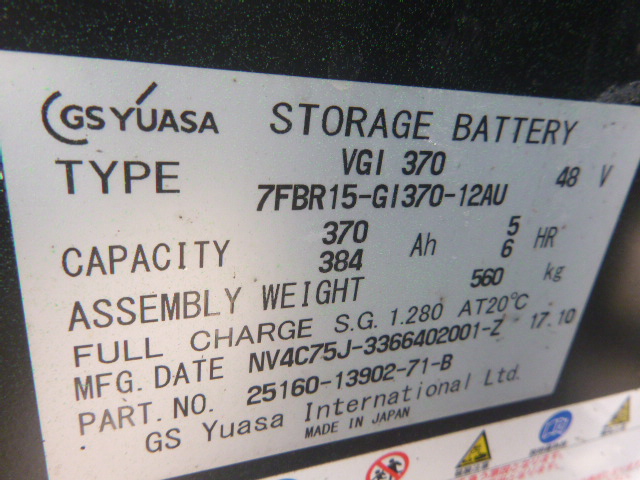 GS YUASA STORAGE BATTERY
TYPE VGI 370 48 V
7FBR15-GI370-12AU
CAPACITY 370 Ah 5 HR
384 6
ASSEMBLY WEIGHT 560 kg
FULL CHARGE S.G. 1.280 AT20℃
MFG. DATE NV4C75J-3366402001-Z 17.10
PART. NO. 25160-13902-71-B
GS Yuasa International Ltd.
MADE IN JAPAN